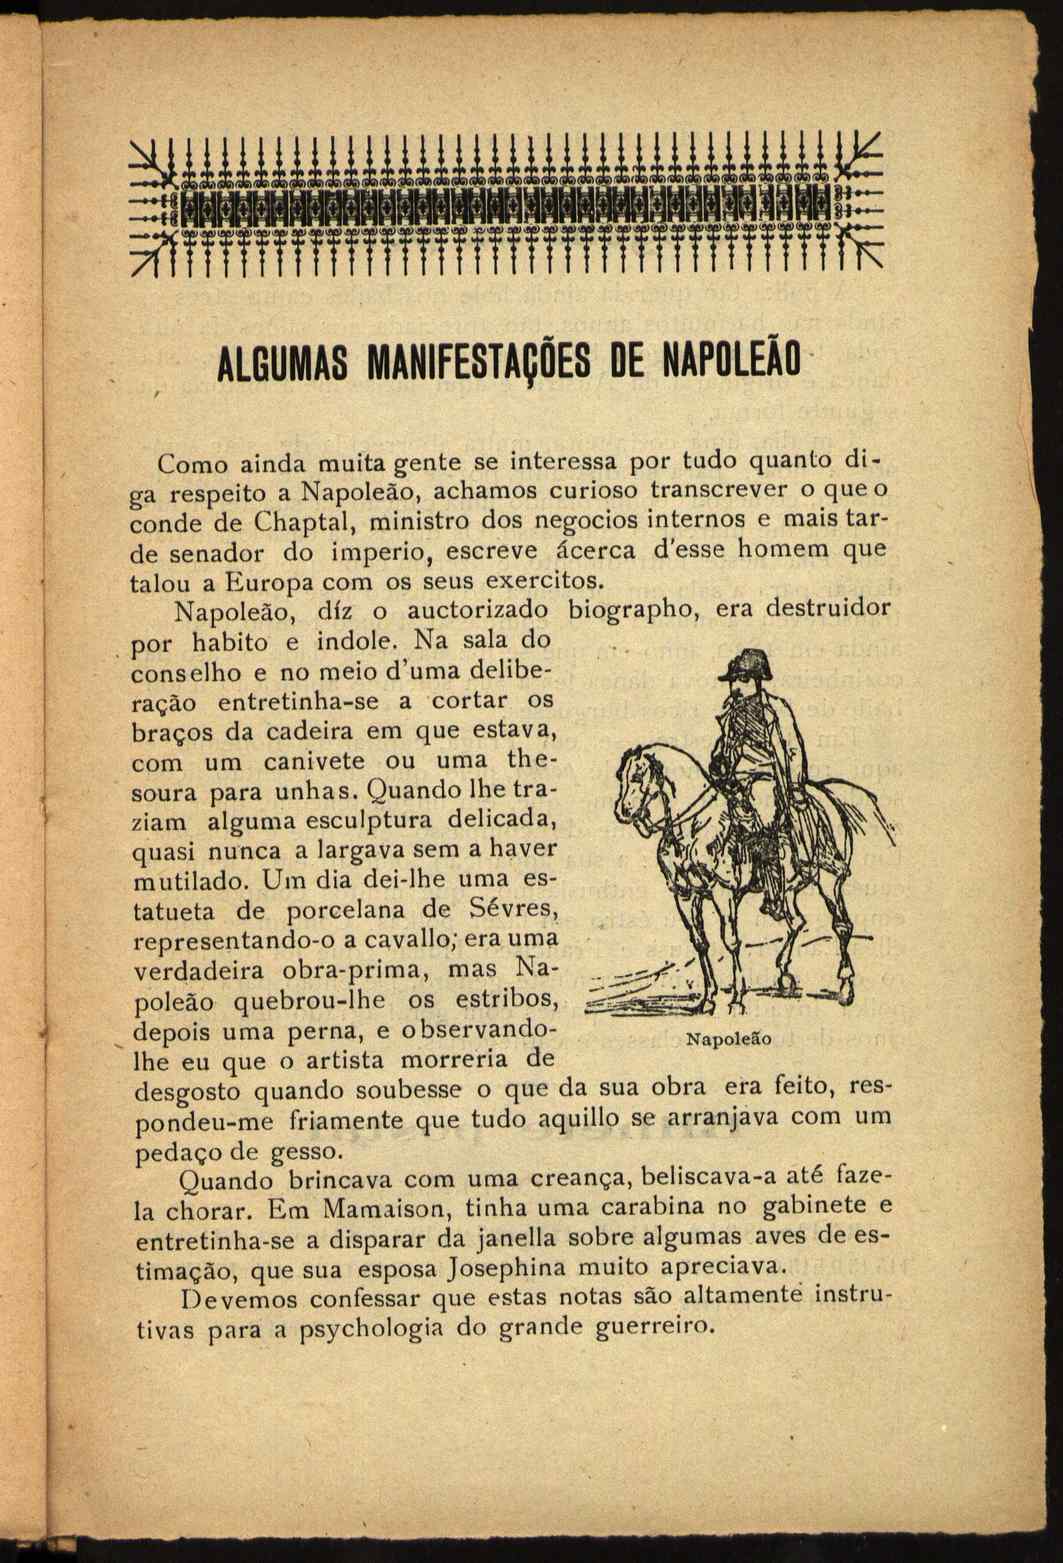 ALGUMAS MANIFESTAÇÕES DE NAPOLEÃO
Como ainda muita gente se interessa por tudo quanto di-
ga respeito a Napoleão, achamos curioso transcrever o que o
conde de Chaptal, ministro dos negocios internos e mais tar-
de senador do imperio, escreve ácerca d'esse homem que
talou a Europa com os seus exercitos.
Napoleão, díz o auctorizado biographo, era destruidor
por habito e indole. Na sala do
conselho e no meio d'uma delibe-
ração entretinha-se a cortar os
braços da cadeira em que estava,
com um canivete ou uma the-
soura para unhas. Quando lhe tra-
ziam alguma esculptura delicada,
quasi nunca a largava sem a haver
mutilado. Um dia dei-lhe uma es-
tatueta de porcelana de Sévres,
representando-o a cavallo; era uma
verdadeira obra-prima, mas Na-
poleão quebrou-lhe os estribos,
depois uma perna, e observando-
lhe eu que o artista morreria de
desgosto quando soubesse o que da sua obra era feito, res-
pondeu-me friamente que tudo aquillo se arranjava com um
pedaço de gesso.
Napoleão
Quando brincava com uma creança, beliscava-a até faze-
la chorar. Em Mamaison, tinha uma carabina no gabinete e
entretinha-se a disparar da janella sobre algumas aves de es-
timação, que sua esposa Josephina muito apreciava.
Devemos confessar que estas notas são altamente instru-
tivas para a psychologia do grande guerreiro.